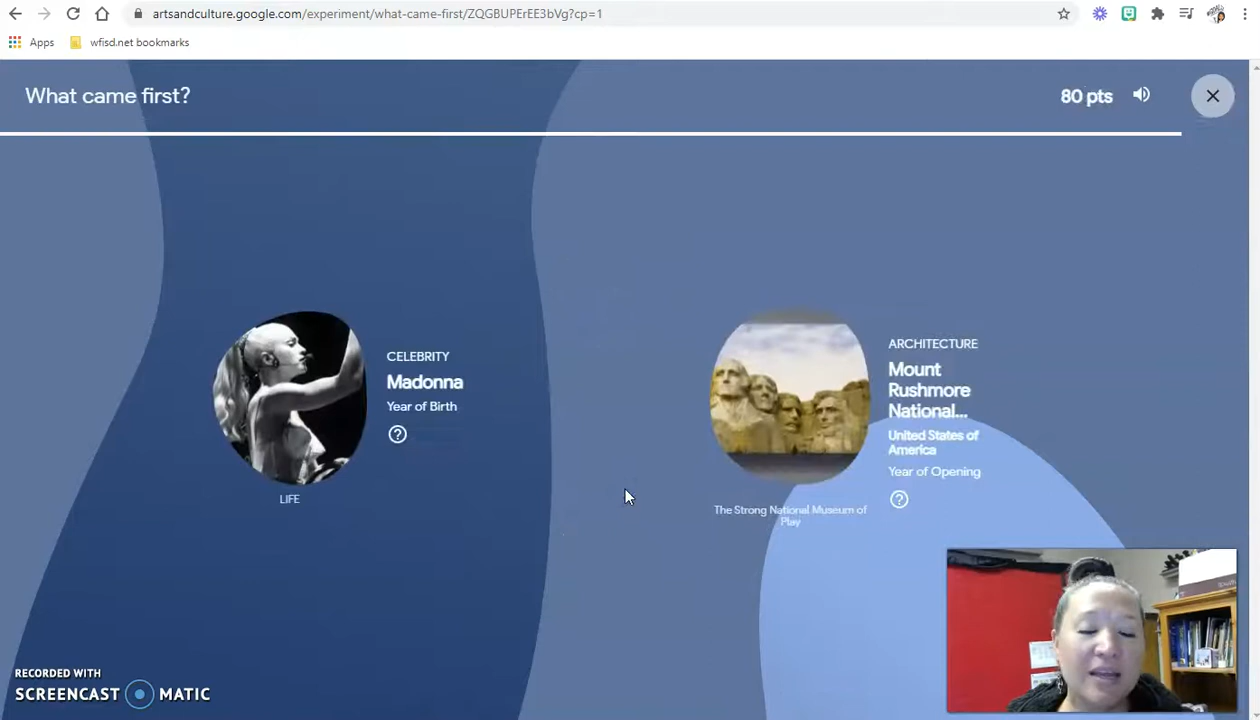 artsandculture.google.com/experiment/what-came-first/ZQGBUPErEE3bVg?cp=1
Apps
wfisd.net bookmarks
What came first?
80 pts
CELEBRITY
Madonna
Year of Birth
LIFE
ARCHITECTURE
Mount
Rushmore
National...
United States of
America
Year of Opening
The Strong National Museum of
Play
RECORDED WITH
SCREENCAST MATIC